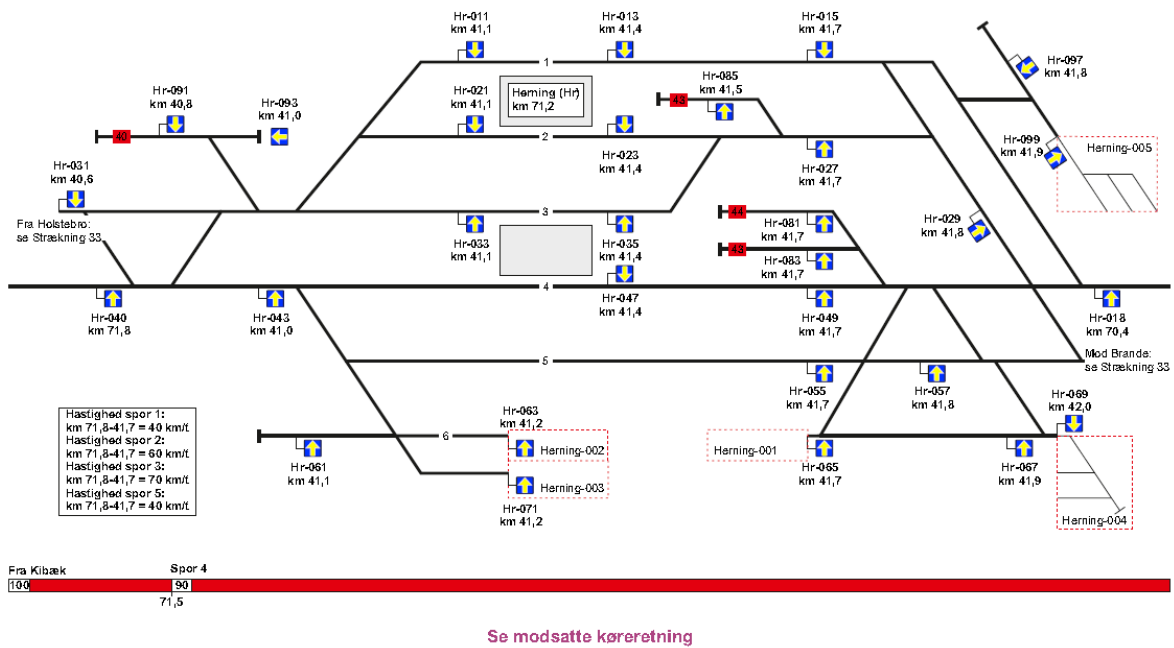 Hr-011
km 41,1
Hr-013
km 41,4
Hr-015
km 41,7
1
Hr-097
km 41,8
Hr-091
km 40,8
Hr-093
km 41,0
40
Hr-021
km 41,1
Herning (Hr)
km 71,2
Hr-085
km 41,5
43
2
Hr-023
km 41,4
Hr-027
km 41,7
Hr-099
km 41,9
Herning-005
Hr-031
km 40,6
Fra Holstebro:
se Strækning 33
3
Hr-033
km 41,1
Hr-035
km 41,4
44
Hr-081
km 41,7
43
Hr-083
km 41,7
Hr-029
km 41,8
4
Hr-040
km 71,8
Hr-043
km 41,0
Hr-047
km 41,4
Hr-049
km 41,7
Hr-018
km 70,4
5
Mod Brande:
se Strækning 33
Hr-055
km 41,7
Hr-057
km 41,8
Hr-069
km 42,0
Hastighed spor 1:
km 71,8-41,7 = 40 km/t
Hastighed spor 2:
km 71,8-41,7 = 60 km/t
Hastighed spor 3:
km 71,8-41,7 = 70 km/t
Hastighed spor 5:
km 71,8-41,7 = 40 km/t
Hr-063
km 41,2
6
Hr-061
km 41,1
Herning-002
Herning-003
Hr-071
km 41,2
Herning-001
Hr-065
km 41,7
Hr-067
km 41,9
Herning-004
Fra Kibæk
Spor 4
100
90
71,5
Se modsatte køreretning